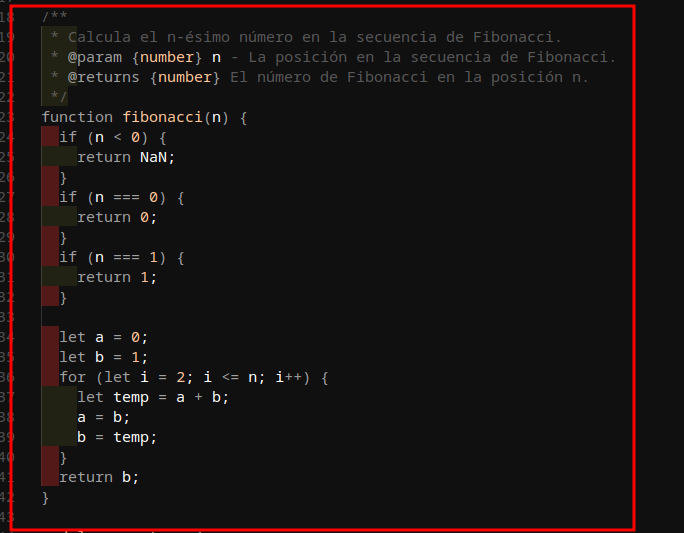 18 /**
19  * Calcula el n-ésimo número en la secuencia de Fibonacci.
20  * @param {number} n - La posición en la secuencia de Fibonacci.
21  * @returns {number} El número de Fibonacci en la posición n.
22  */
23 function fibonacci(n) {
24   if (n < 0) {
25     return NaN;
26   }
27   if (n === 0) {
28     return 0;
29   }
30   if (n === 1) {
31     return 1;
32   }
33
34   let a = 0;
35   let b = 1;
36   for (let i = 2; i <= n; i++) {
37     let temp = a + b;
38     a = b;
39     b = temp;
40   }
41   return b;
42 }
43